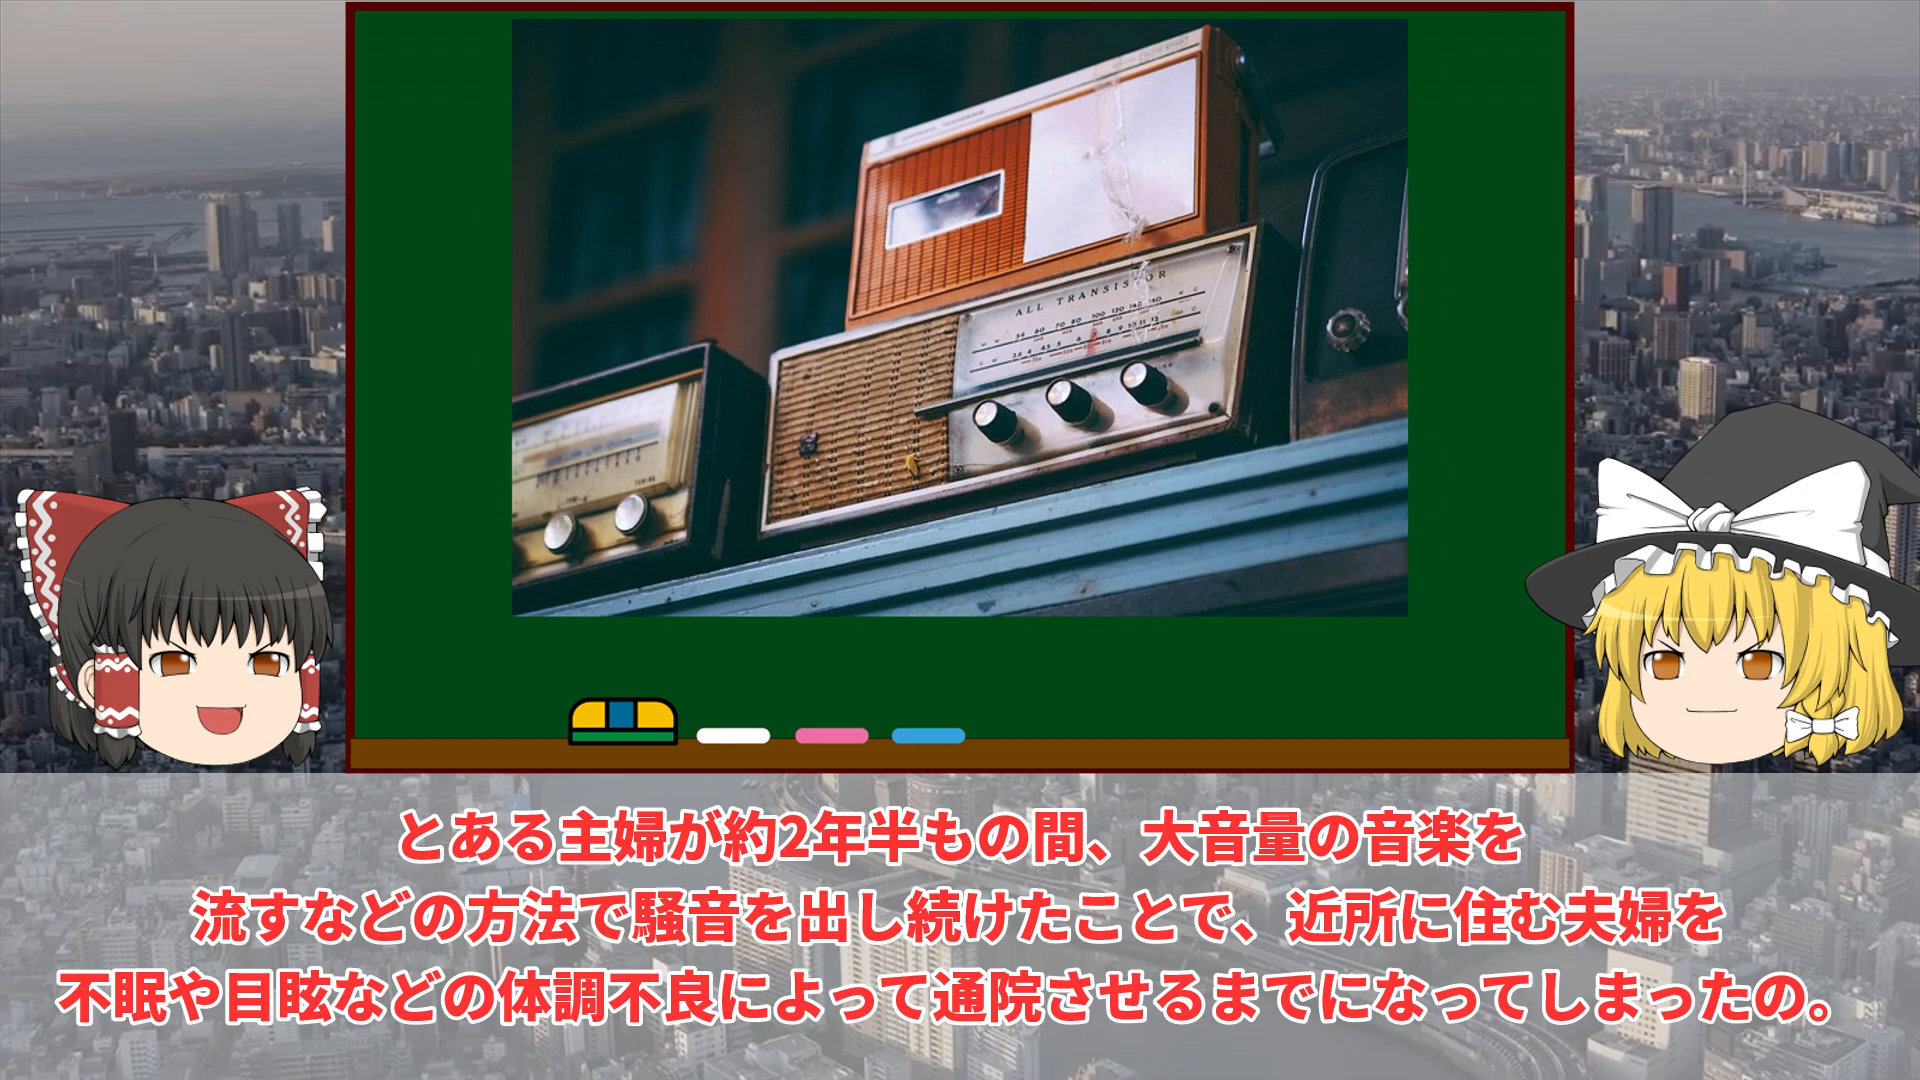 ALL TRANSISTOR
とある主婦が約2年半もの間、大音量の音楽を
流すなどの方法で騒音を出し続けたことで、近所に住む夫婦を
不眠や目眩などの体調不良によって通院させるまでになってしまったの。